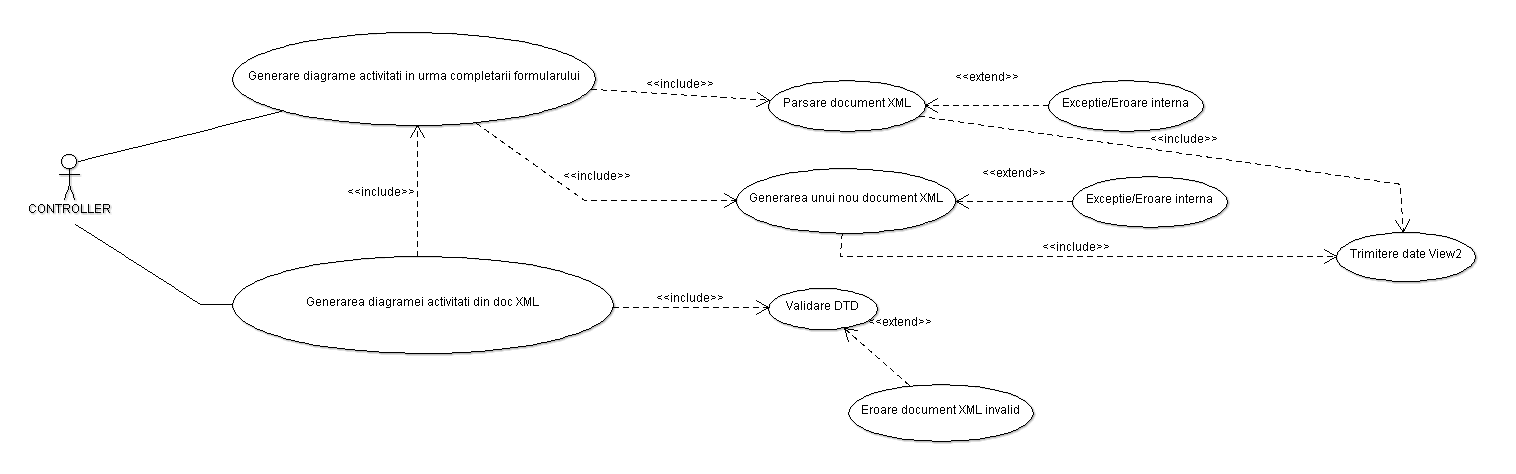 Generare diagrame activitati in urma completarii formularului
<<include>>
Parsare document XML
<<extend>>
Exceptie/Eroare interna
<<include>>
CONTROLLER
<<include>>
<<include>>
Generarea unui nou document XML
<<extend>>
Exceptie/Eroare interna
<<include>>
Trimitere date View2
Generarea diagramei activitati din doc XML
<<include>>
Validare DTD
<<extend>>
Eroare document XML invalid